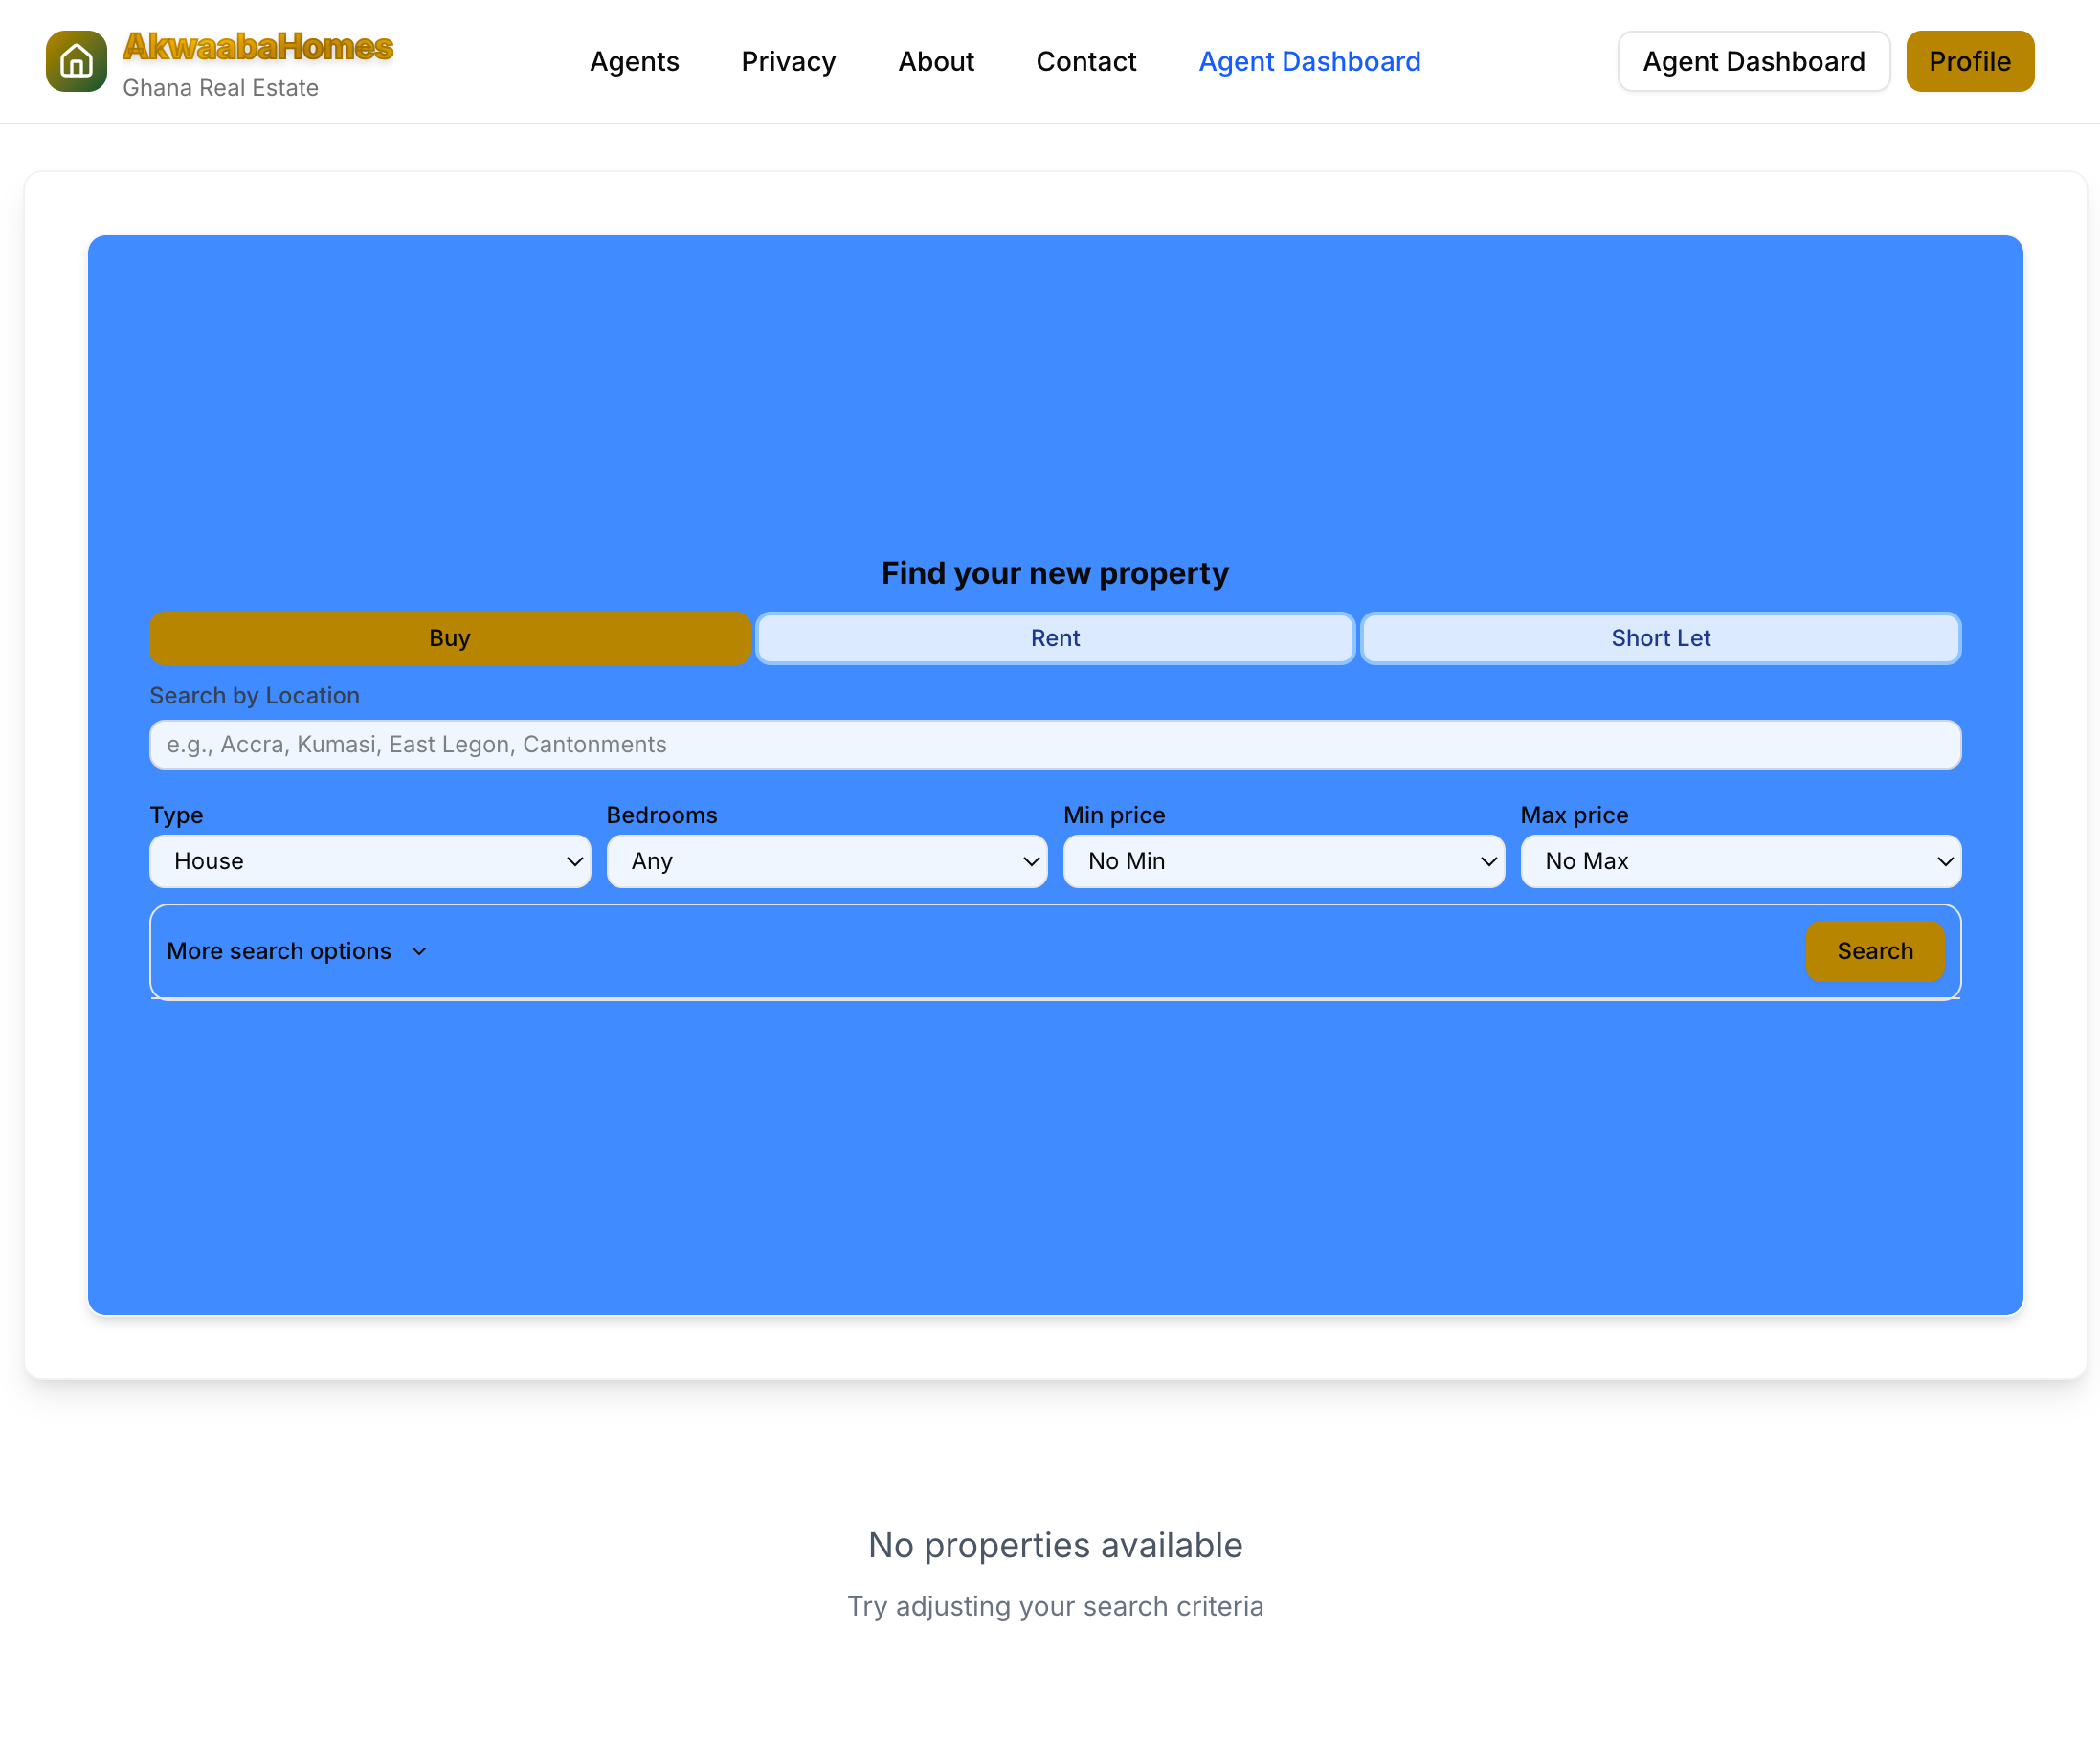 AkwaabaHomes
Ghana Real Estate
Agents
Privacy
About
Contact
Agent Dashboard
Agent Dashboard
Profile
Find your new property
Buy
Rent
Short Let
Search by Location
e.g., Accra, Kumasi, East Legon, Cantonments
Type
Bedrooms
Min price
Max price
House
Any
No Min
No Max
More search options
Search
No properties available
Try adjusting your search criteria